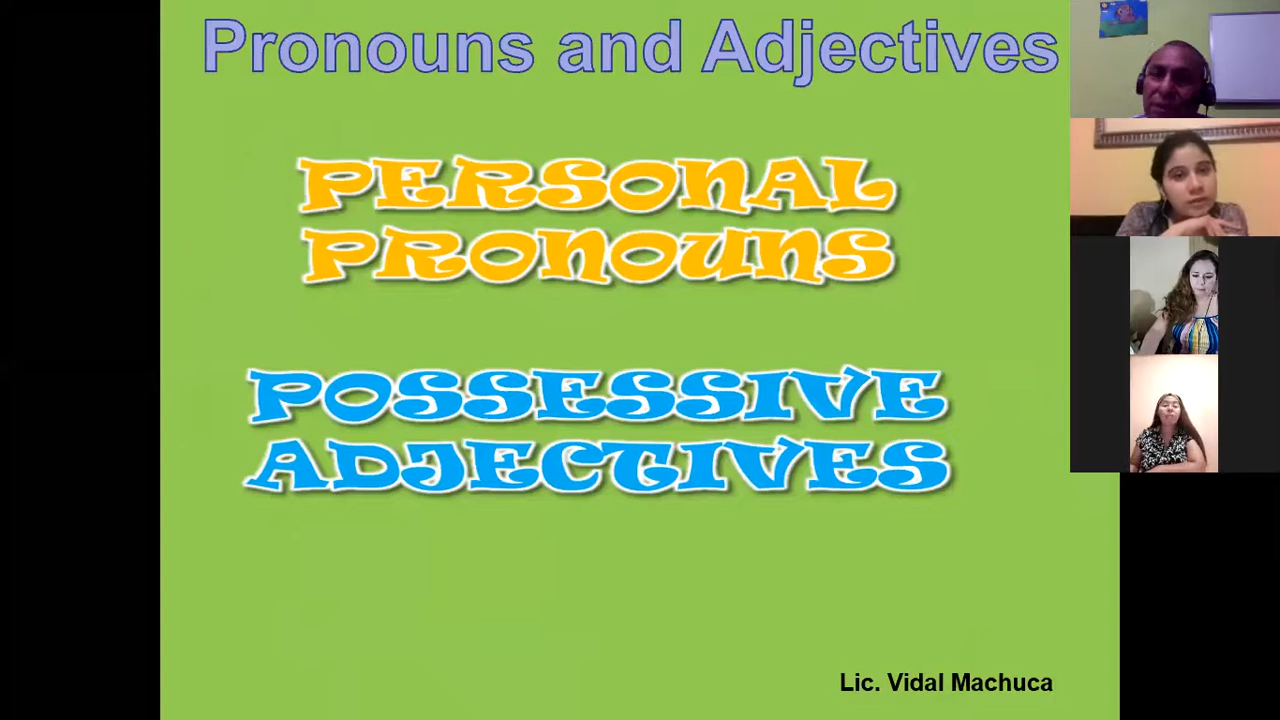 Pronouns and Adjectives
PERSONAL
PRONOUNS
POSSESSIVE
ADJECTIVES
Lic. Vidal Machuca